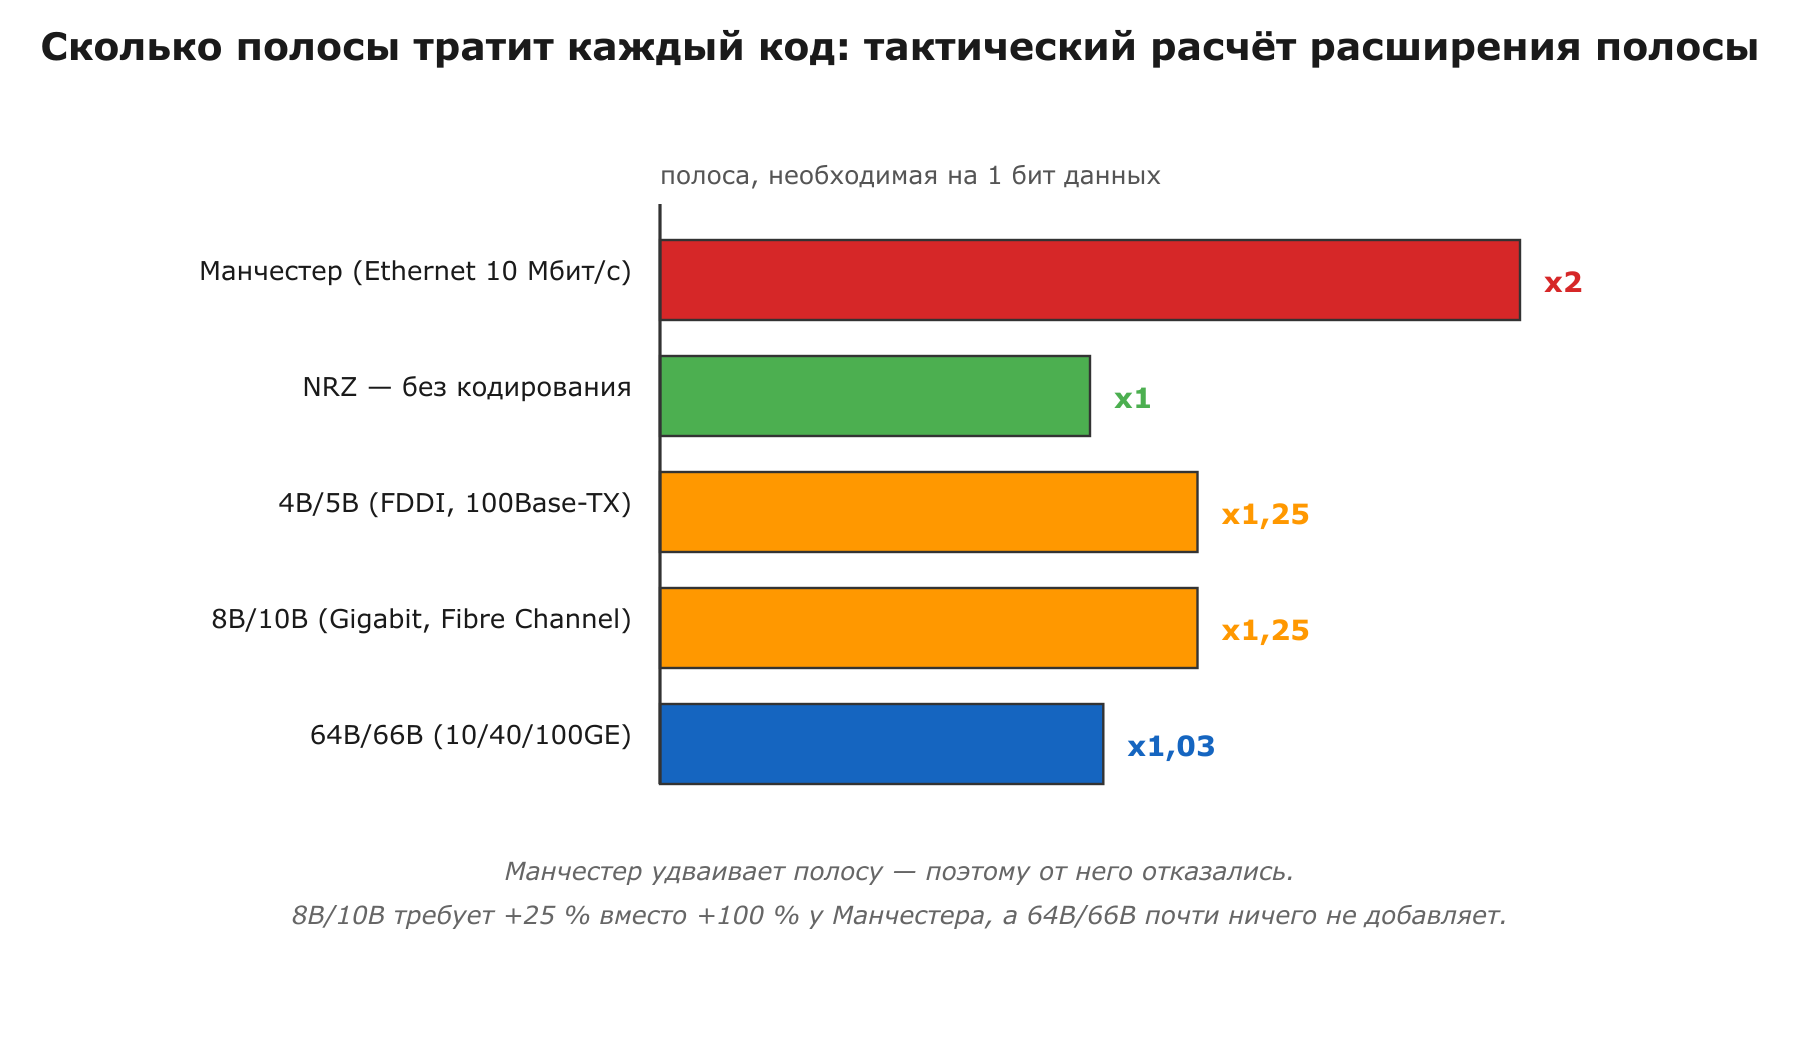 Сколько полосы тратит каждый код: тактический расчёт расширения полосы
полоса, необходимая на 1 бит данных
Манчестер (Ethernet 10 Мбит/с)
x2
NRZ — без кодирования
x1
4B/5B (FDDI, 100Base-TX)
x1,25
8B/10B (Gigabit, Fibre Channel)
x1,25
64B/66B (10/40/100GE)
x1,03
Манчестер удваивает полосу — поэтому от него отказались.
8B/10B требует +25 % вместо +100 % у Манчестера, а 64B/66B почти ничего не добавляет.